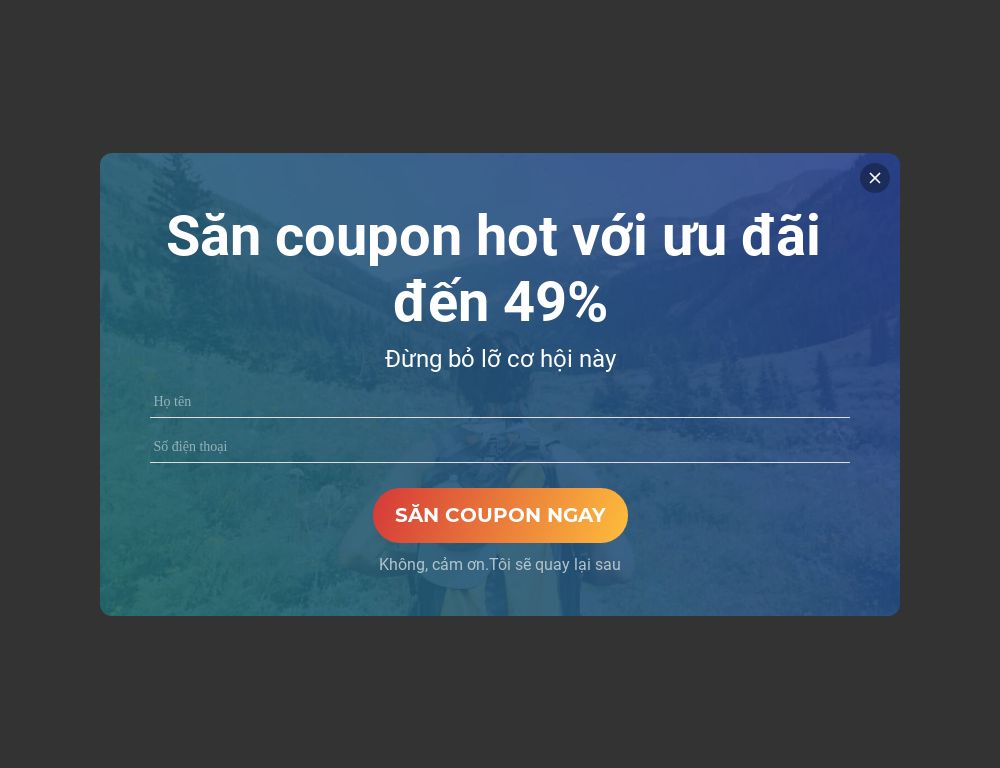 Săn coupon hot với ưu đãi
đến 49%
Đừng bỏ lỡ cơ hội này
Họ tên
Số điện thoại
SĂN COUPON NGAY
Không, cảm ơn.Tôi sẽ quay lại sau